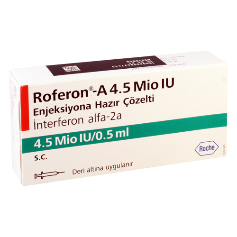 Roferon®-A 4.5 Mio IU
Enjeksiyona Hazır Çözelti
İnterferon alfa-2a
4.5 Mio IU/0.5 ml
S.C.
Deri altına uygulanır
Roche